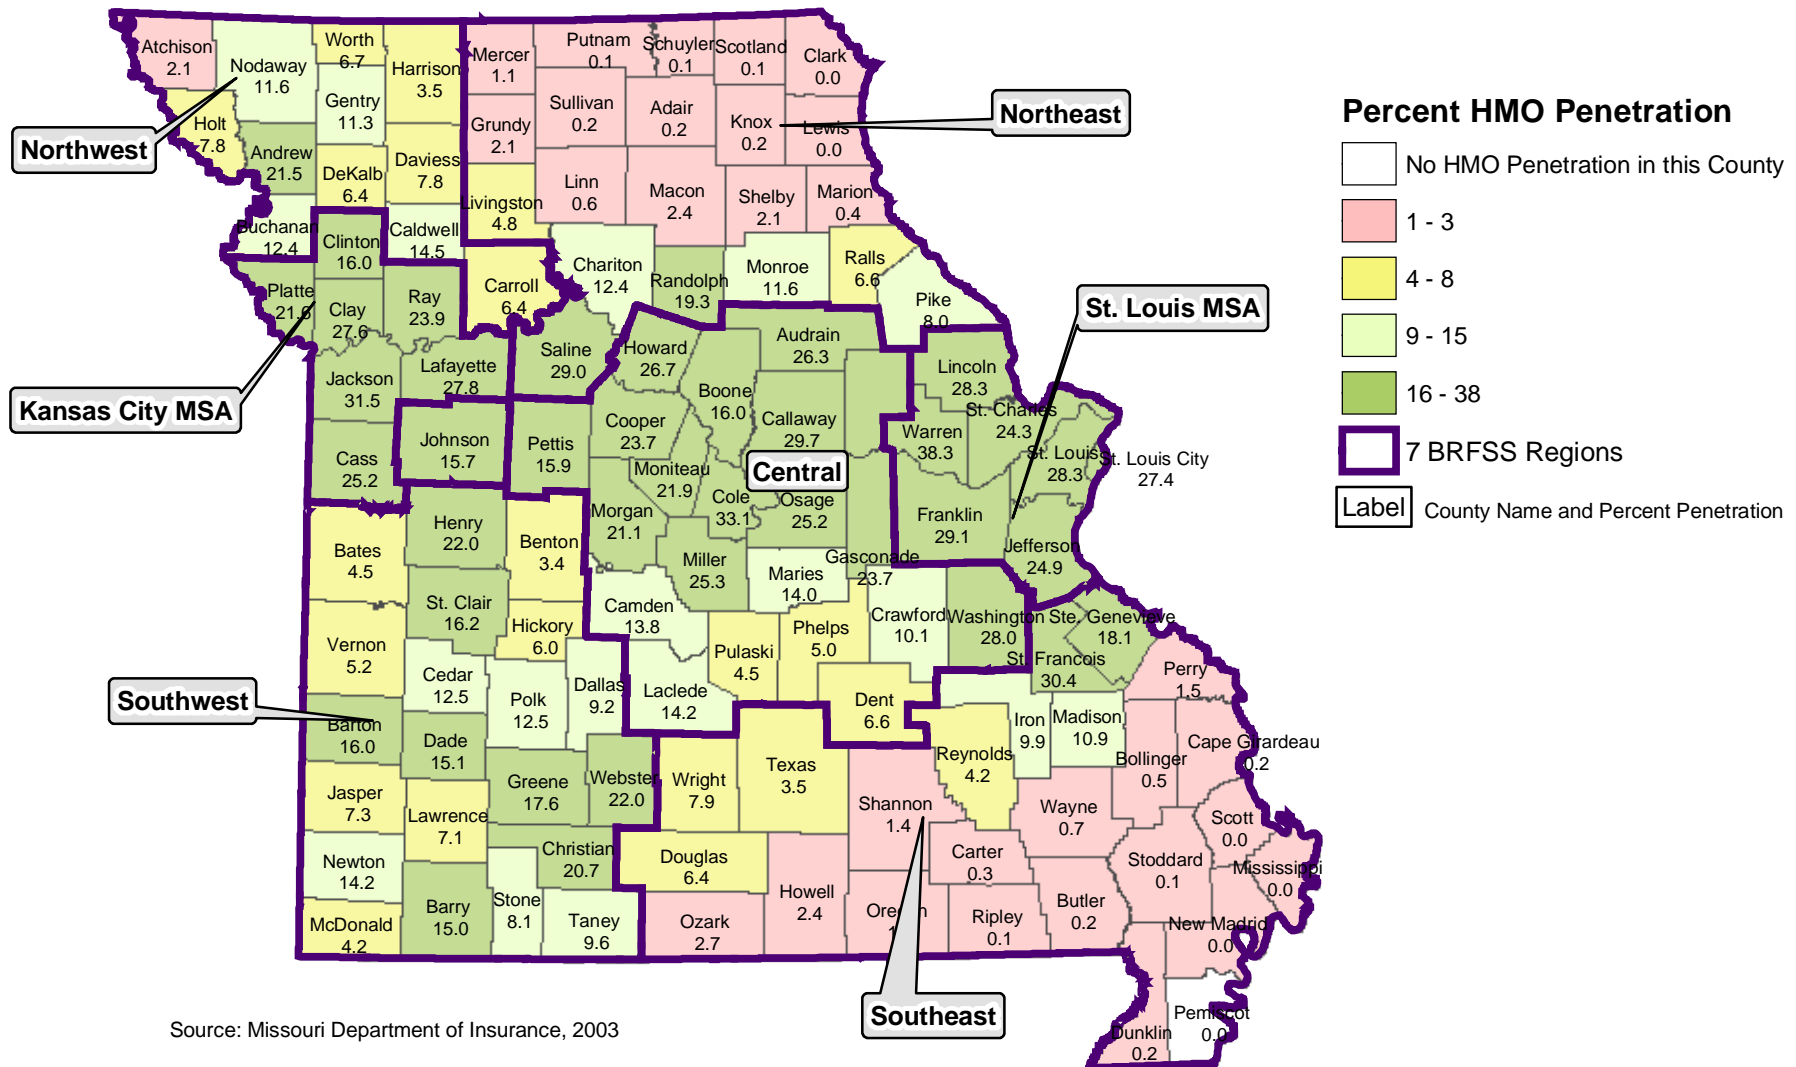 Atchison
2.1
Nodaway
11.6
Worth
6.7
Harrison
3.5
Gentry
11.3
Holt
7.8
Andrew
21.5
DeKalb
6.4
Daviess
7.8
Buchanan
12.4
Clinton
16.0
Caldwell
14.5
Northwest
Mercer
1.1
Putnam
0.1
Schuyler
0.1
Scotland
0.1
Clark
0.0
Sullivan
0.2
Adair
0.2
Knox
0.2
Lewis
0.0
Grundy
2.1
Linn
0.6
Macon
2.4
Shelby
2.1
Marion
0.4
Livingston
4.8
Chariton
12.4
Randolph
19.3
Monroe
11.6
Ralls
6.6
Pike
8.0
Carroll
6.4
Northeast
Platte
21.6
Clay
27.6
Ray
23.9
Jackson
31.5
Lafayette
27.8
Cass
25.2
Johnson
15.7
Kansas City MSA
Saline
29.0
Pettis
15.9
Howard
26.7
Boone
16.0
Audrain
26.3
Callaway
29.7
Cooper
23.7
Moniteau
21.9
Cole
33.1
Osage
25.2
Morgan
21.1
Miller
25.3
Maries
14.0
Gasconade
23.7
Camden
13.8
Pulaski
4.5
Phelps
5.0
Crawford
10.1
Washington
28.0
Laclede
14.2
Dent
6.6
Central
Lincoln
28.3
Warren
38.3
St. Charles
24.3
St. Louis
28.3
St. Louis City
27.4
Franklin
29.1
Jefferson
24.9
St. Louis MSA
Bates
4.5
Henry
22.0
Benton
3.4
Vernon
5.2
St. Clair
16.2
Hickory
6.0
Cedar
12.5
Polk
12.5
Dallas
9.2
Barton
16.0
Dade
15.1
Greene
17.6
Webster
22.0
Jasper
7.3
Lawrence
7.1
Christian
20.7
Newton
14.2
McDonald
4.2
Barry
15.0
Stone
8.1
Taney
9.6
Southwest
Ste. Genevieve
18.1
St. Francois
30.4
Perry
1.5
Iron
9.9
Madison
10.9
Reynolds
4.2
Bollinger
0.5
Cape Girardeau
0.2
Wright
7.9
Texas
3.5
Shannon
1.4
Wayne
0.7
Scott
0.0
Douglas
6.4
Howell
2.4
Carter
0.3
Stoddard
0.1
Mississippi
0.0
Ozark
2.7
Ripley
0.1
Butler
0.2
New Madrid
0.0
Pemiscot
0.0
Dunklin
0.2
Southeast
Percent HMO Penetration
No HMO Penetration in this County
1 - 3
4 - 8
9 - 15
16 - 38
7 BRFSS Regions
Label County Name and Percent Penetration
Source: Missouri Department of Insurance, 2003